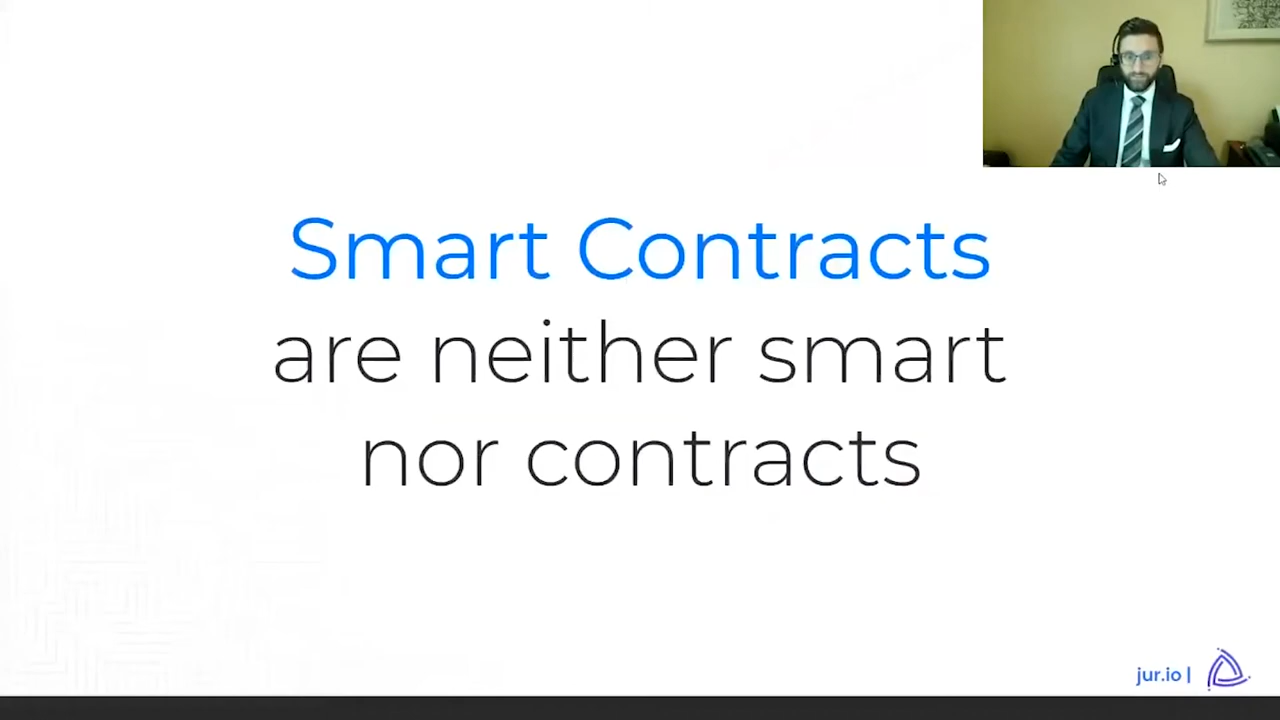 Smart Contracts
are neither smart
nor contracts
jur.io |